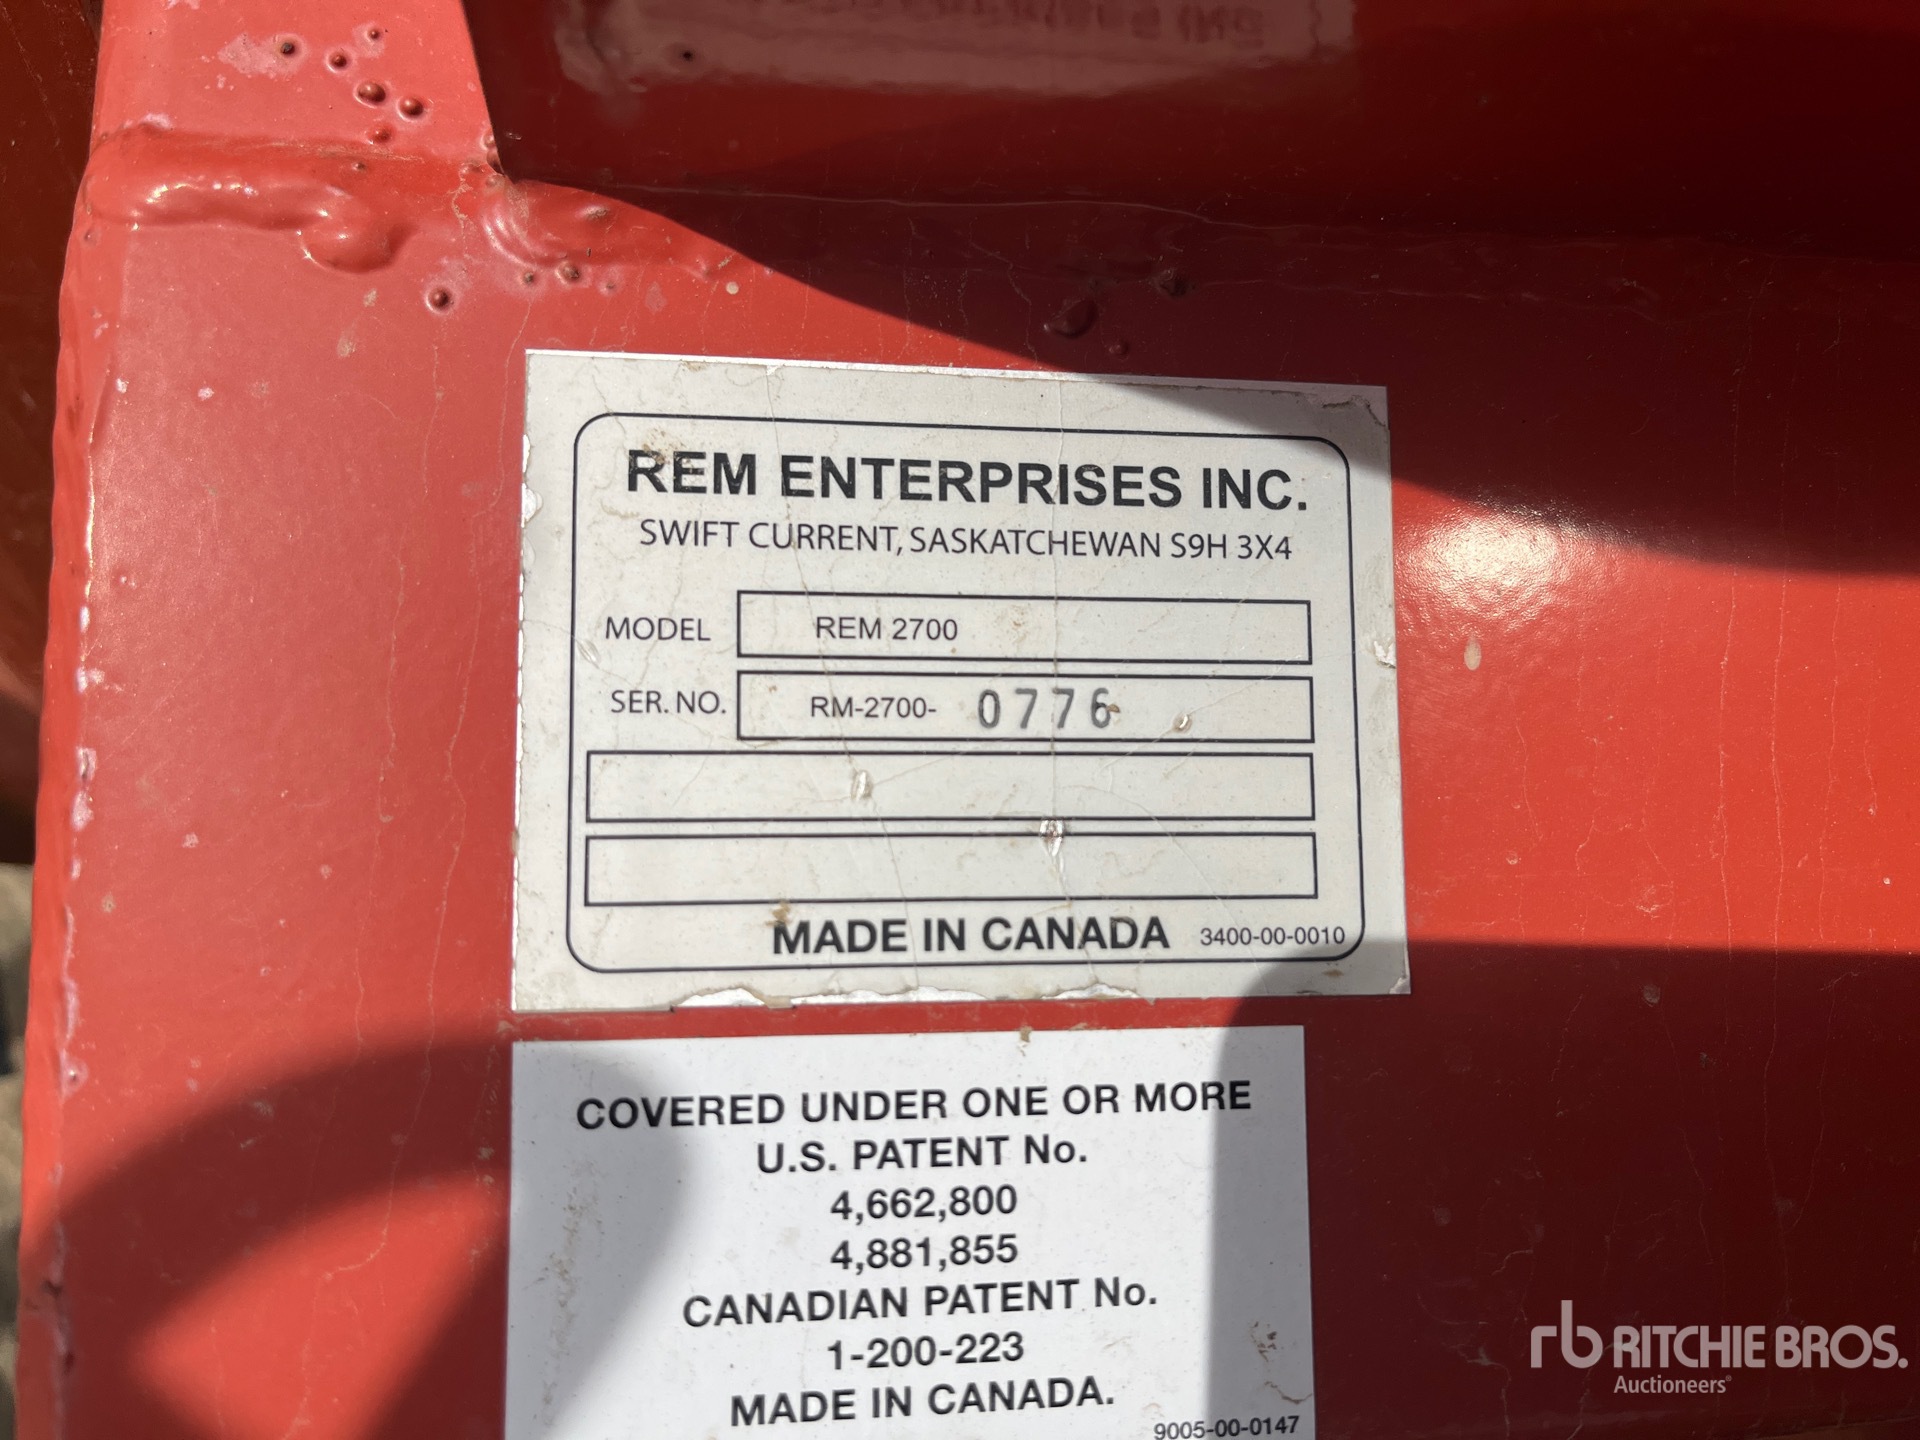 REM ENTERPRISES INC.
SWIFT CURRENT, SASKATCHEWAN S9H 3X4
MODEL REM 2700
SER. NO. RM-2700- 0776
MADE IN CANADA 3400-00-0010
COVERED UNDER ONE OR MORE
U.S. PATENT No.
4,662,800
4,881,855
CANADIAN PATENT No.
1-200-223
MADE IN CANADA.
9005-00-0147
rb RITCHIE BROS.
Auctioneers